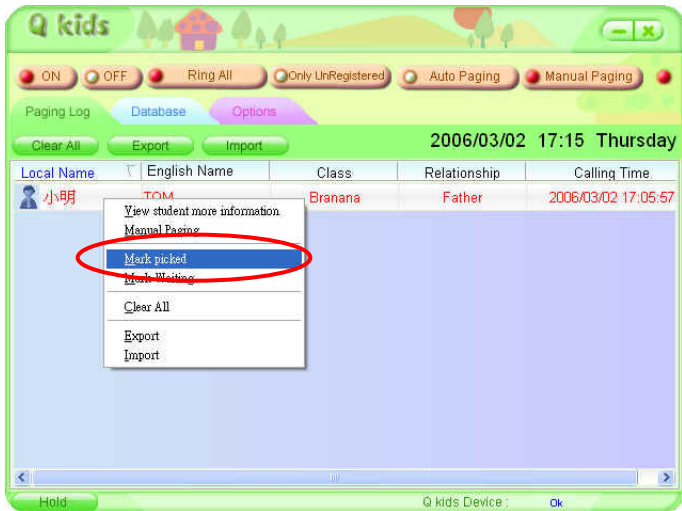 Q kids
ON OFF Ring All Only UnRegistered Auto Paging Manual Paging
Paging Log Database Options
Clear All Export Import 2006/03/02 17:15 Thursday
Local Name English Name Class Relationship Calling Time
小明 TOM Branana Father 2006/03/02 17:05:57
View student more information
Manual Paging
Mark picked
Mark Waiting
Clear All
Export
Import
Hold Q kids Device : Ok